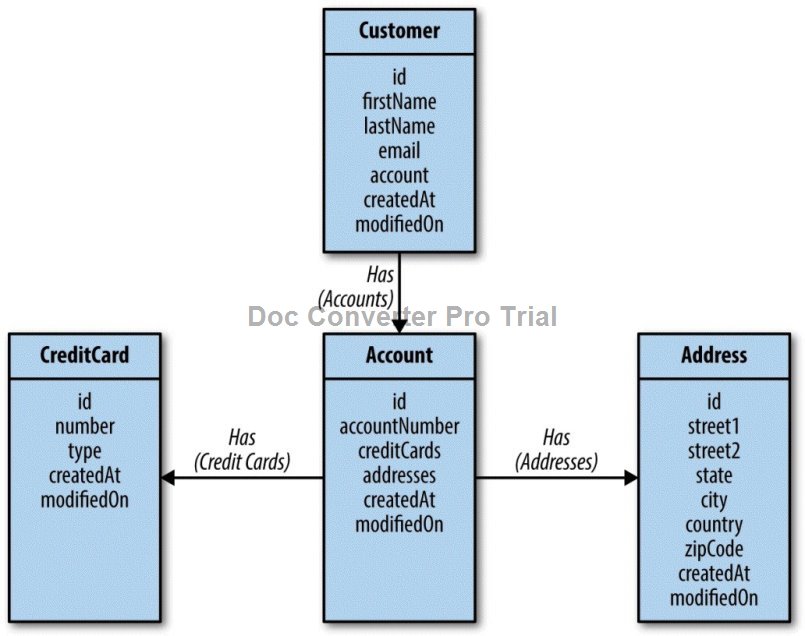 Customer
id
firstName
lastName
email
account
createdAt
modifiedOn
Has
(Accounts)
Doc Converter Pro Trial
CreditCard
id
number
type
createdAt
modifiedOn
Has
(Credit Cards)
Account
id
accountNumber
creditCards
addresses
createdAt
modifiedOn
Has
(Addresses)
Address
id
street1
street2
state
city
country
zipCode
createdAt
modifiedOn